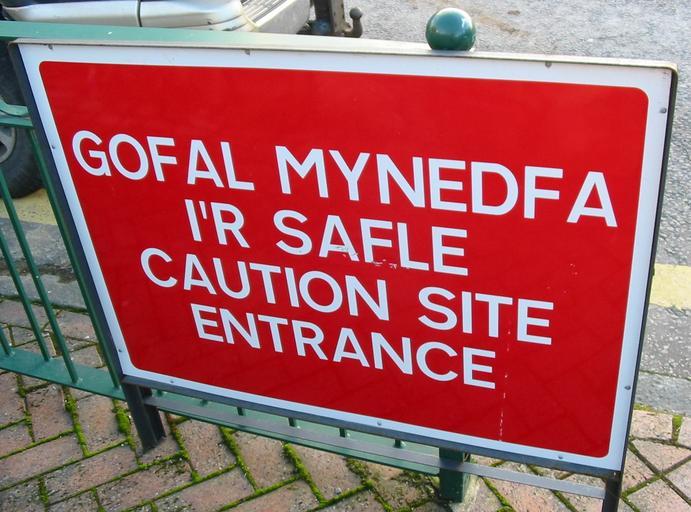 GOFAL MYNEDFA
I'R SAFLE
CAUTION SITE
ENTRANCE